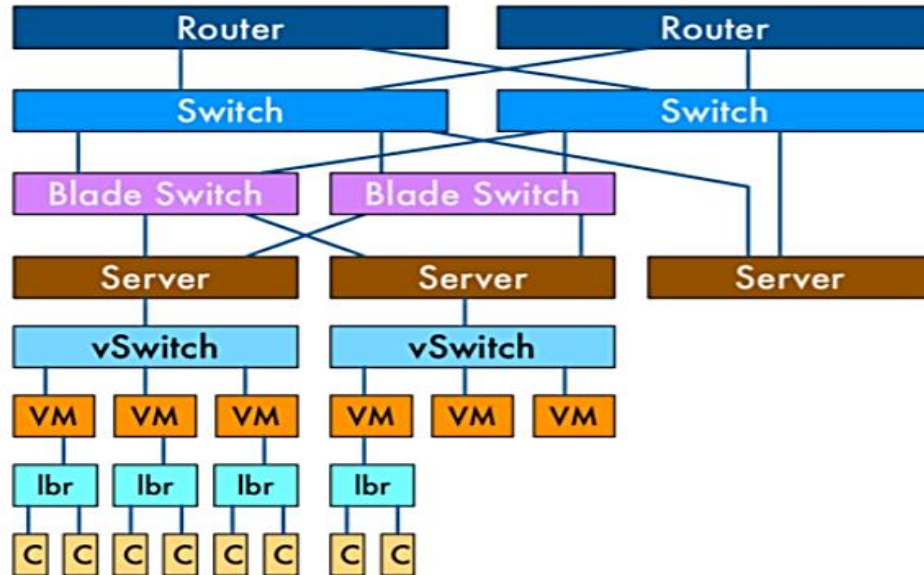 Router Router
Switch Switch
Blade Switch Blade Switch
Server Server Server
vSwitch vSwitch
VM VM VM VM VM VM
lbr lbr lbr lbr
C C C C C C C C